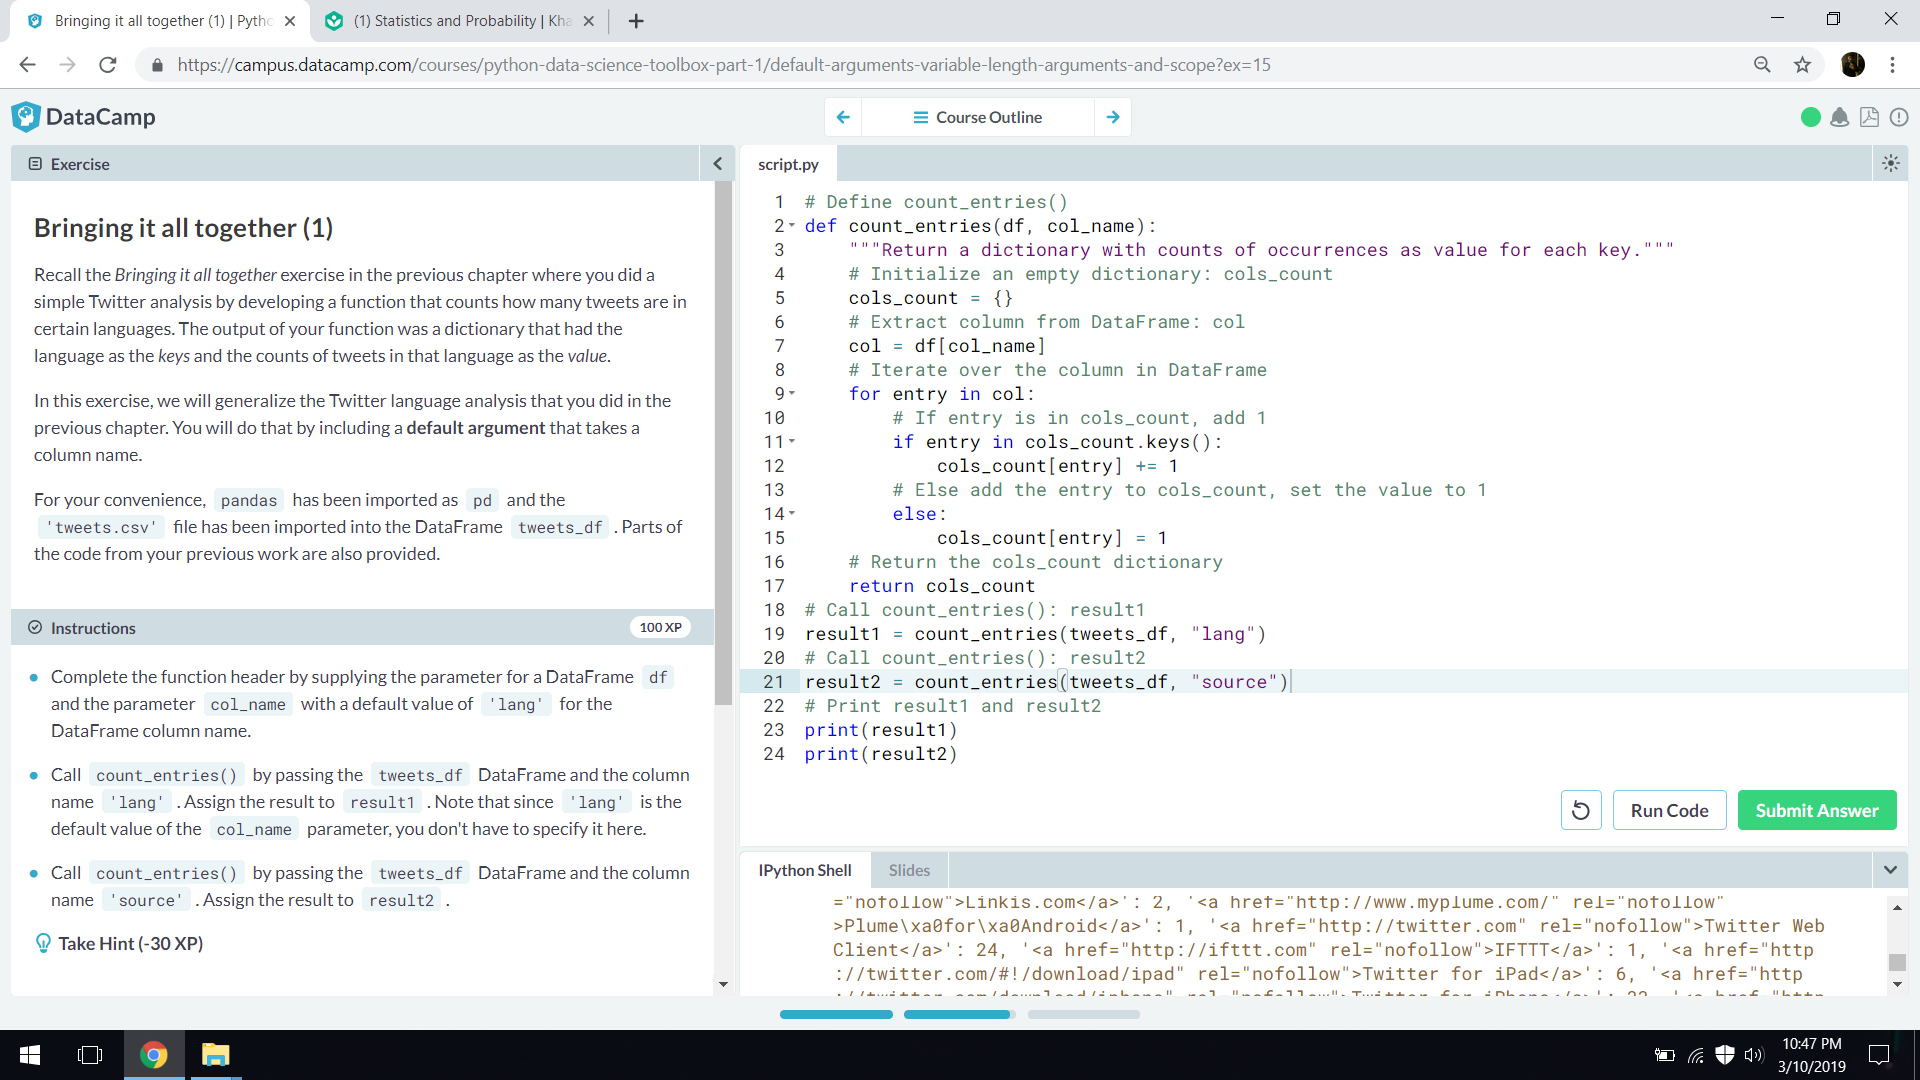 Bringing it all together (1) | Pytho
(1) Statistics and Probability | Kha
https://campus.datacamp.com/courses/python-data-science-toolbox-part-1/default-arguments-variable-length-arguments-and-scope?ex=15
DataCamp
Course Outline
Exercise
Bringing it all together (1)
Recall the Bringing it all together exercise in the previous chapter where you did a
simple Twitter analysis by developing a function that counts how many tweets are in
certain languages. The output of your function was a dictionary that had the
language as the keys and the counts of tweets in that language as the value.
In this exercise, we will generalize the Twitter language analysis that you did in the
previous chapter. You will do that by including a default argument that takes a
column name.
For your convenience, pandas has been imported as pd and the
'tweets.csv' file has been imported into the DataFrame tweets_df . Parts of
the code from your previous work are also provided.
Instructions
100 XP
Complete the function header by supplying the parameter for a DataFrame df
and the parameter col_name with a default value of 'lang' for the
DataFrame column name.
Call count_entries() by passing the tweets_df DataFrame and the column
name 'lang' . Assign the result to result1 . Note that since 'lang' is the
default value of the col_name parameter, you don't have to specify it here.
Call count_entries() by passing the tweets_df DataFrame and the column
name 'source' . Assign the result to result2 .
Take Hint (-30 XP)
script.py
1 # Define count_entries()
2 def count_entries(df, col_name):
3 """Return a dictionary with counts of occurrences as value for each key."""
4 # Initialize an empty dictionary: cols_count
5 cols_count = {}
6 # Extract column from DataFrame: col
7 col = df[col_name]
8 # Iterate over the column in DataFrame
9 for entry in col:
10 # If entry is in cols_count, add 1
11 if entry in cols_count.keys():
12 cols_count[entry] += 1
13 # Else add the entry to cols_count, set the value to 1
14 else:
15 cols_count[entry] = 1
16 # Return the cols_count dictionary
17 return cols_count
18 # Call count_entries(): result1
19 result1 = count_entries(tweets_df, "lang")
20 # Call count_entries(): result2
21 result2 = count_entries(tweets_df, "source")
22 # Print result1 and result2
23 print(result1)
24 print(result2)
Run Code
Submit Answer
IPython Shell
Slides
="nofollow">Linkis.com</a>': 2, '<a href="http://www.myplume.com/" rel="nofollow"
>Plume\xa0for\xa0Android</a>': 1, '<a href="http://twitter.com" rel="nofollow">Twitter Web
Client</a>': 24, '<a href="http://ifttt.com" rel="nofollow">IFTTT</a>': 1, '<a href="http
://twitter.com/#!/download/ipad" rel="nofollow">Twitter for iPad</a>': 6, '<a href="http
://twitter.com/download/iphone" rel="nofollow">Twitter for iPhone</a>': 33, '<a href="http
10:47 PM
3/10/2019